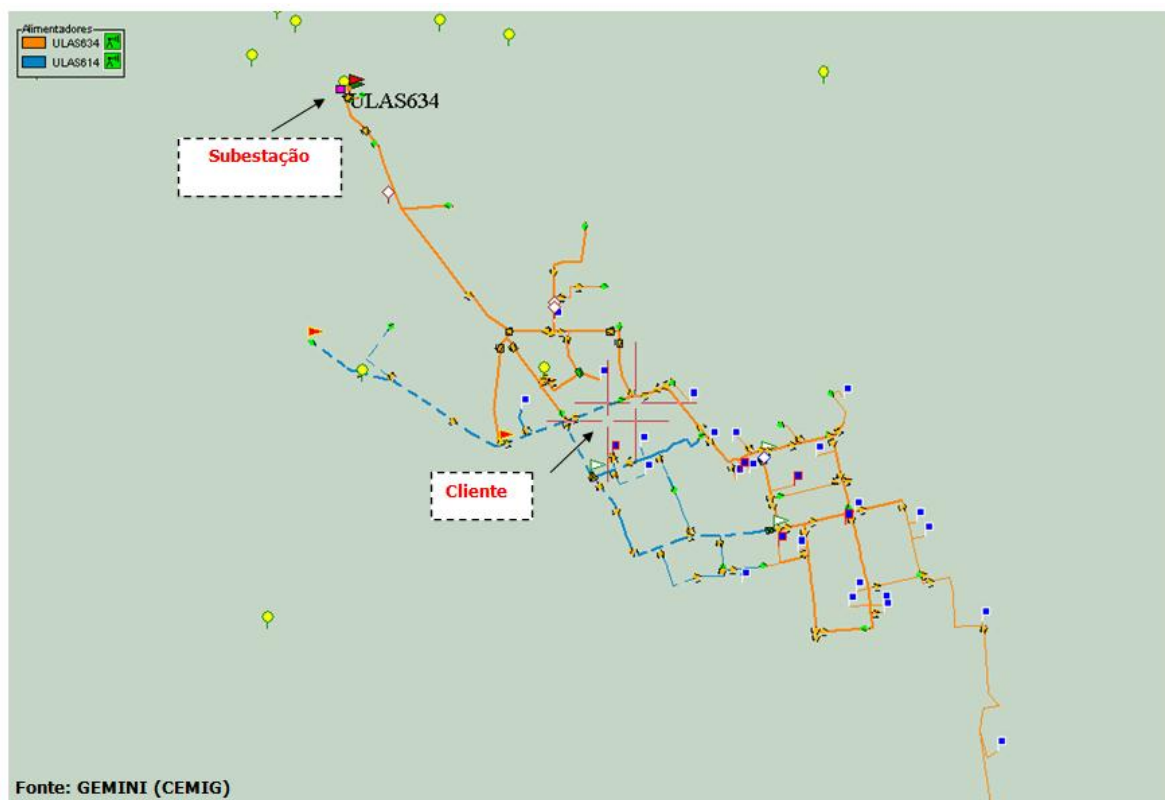 Alimentadores
ULAS634
ULAS614
ULAS634
Subestação
Cliente
Fonte: GEMINI (CEMIG)